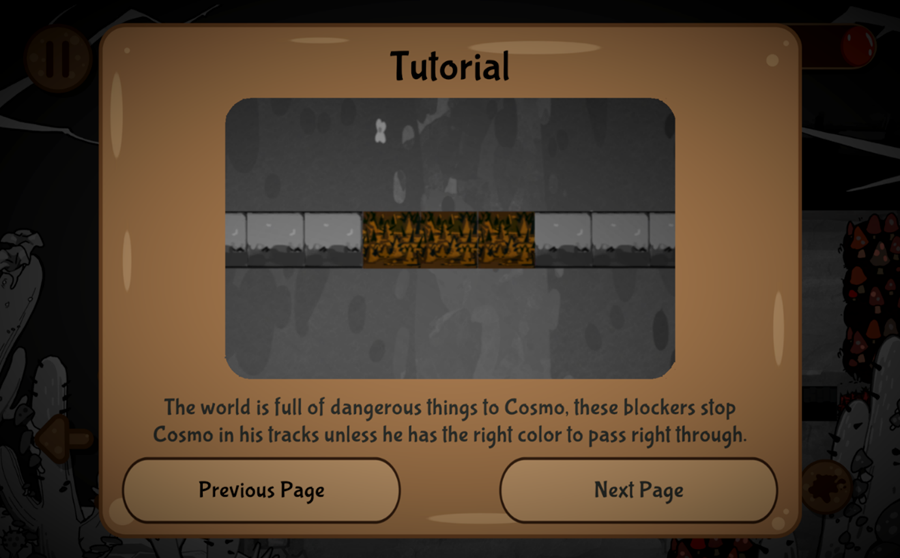 Tutorial
The world is full of dangerous things to Cosmo, these blockers stop
Cosmo in his tracks unless he has the right color to pass right through.
Previous Page
Next Page